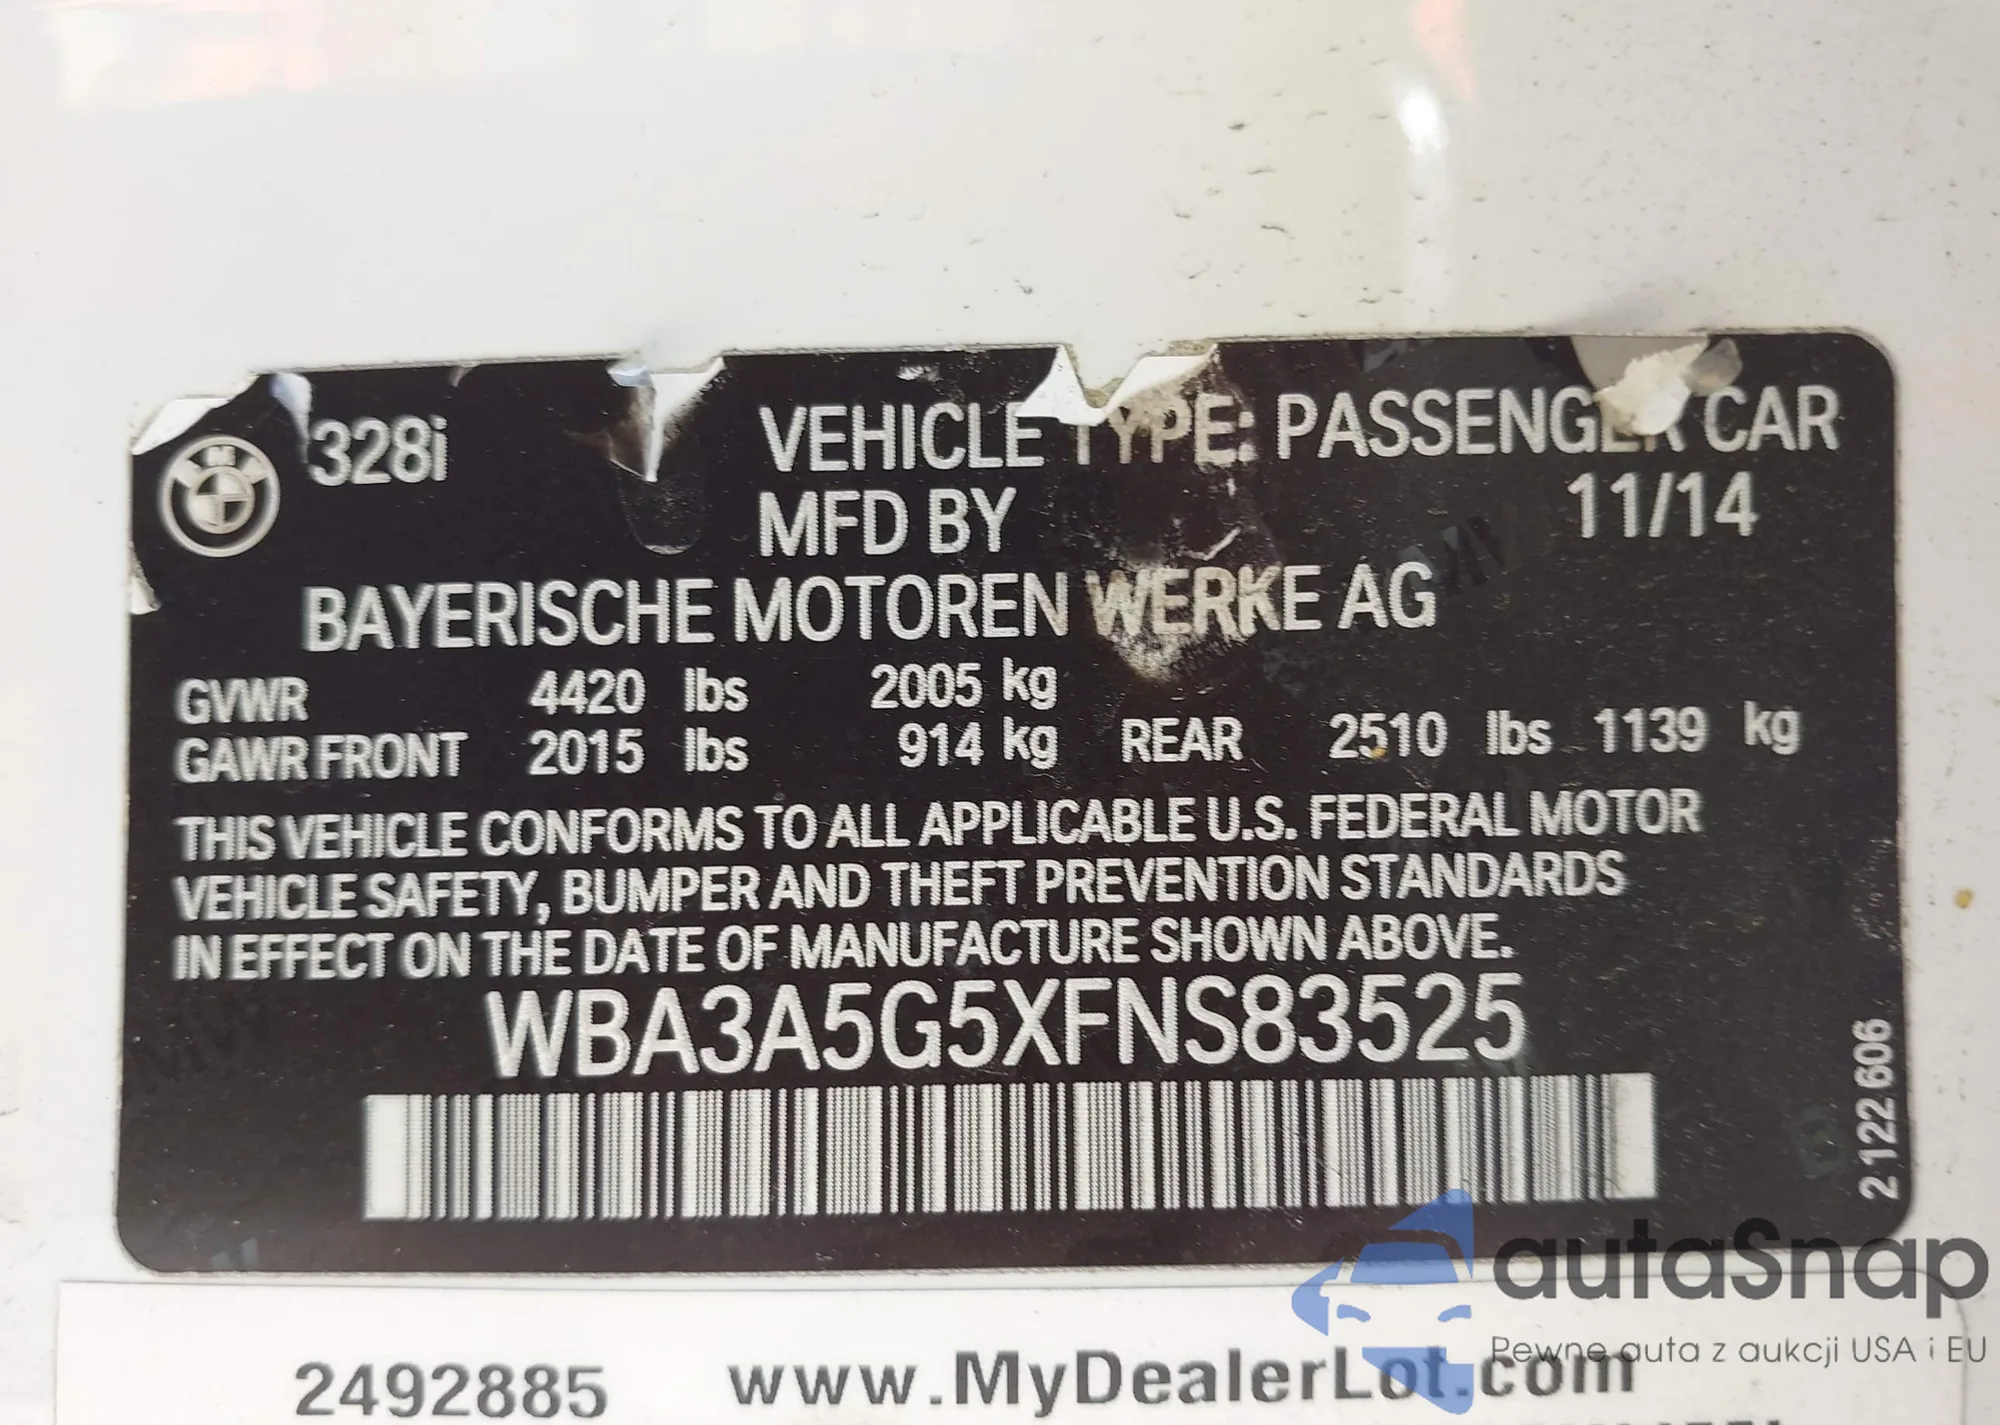 BMW 328i VEHICLE TYPE: PASSENGER CAR
MFD BY 11/14
BAYERISCHE MOTOREN WERKE AG
GVWR 4420 lbs 2005 kg
GAWR FRONT 2015 lbs 914 kg REAR 2510 lbs 1139 kg
THIS VEHICLE CONFORMS TO ALL APPLICABLE U.S. FEDERAL MOTOR
VEHICLE SAFETY, BUMPER AND THEFT PREVENTION STANDARDS
IN EFFECT ON THE DATE OF MANUFACTURE SHOWN ABOVE.
WBA3A5G5XFNS83525
2 122 606
autaSnap
Pewne auta z aukcji USA i EU
2492885 www.MyDealerLot.com